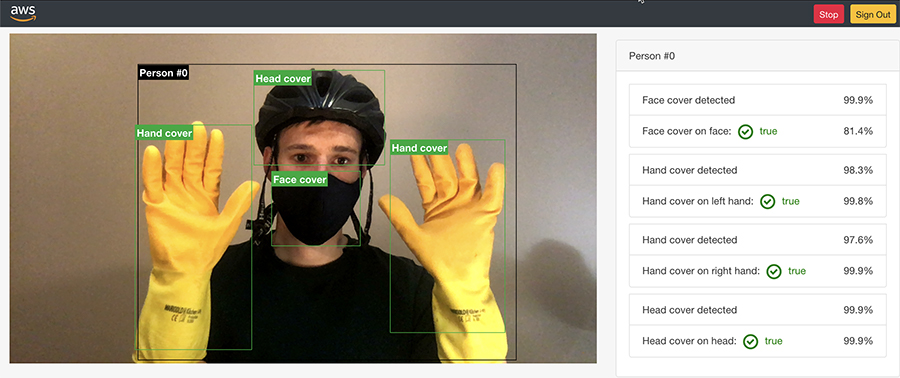 aws
Stop
Sign Out
Person #0
Head cover
Hand cover
Hand cover
Face cover
Person #0
Face cover detected 99.9%
Face cover on face: true 81.4%
Hand cover detected 98.3%
Hand cover on left hand: true 99.8%
Hand cover detected 97.6%
Hand cover on right hand: true 99.9%
Head cover detected 99.9%
Head cover on head: true 99.9%